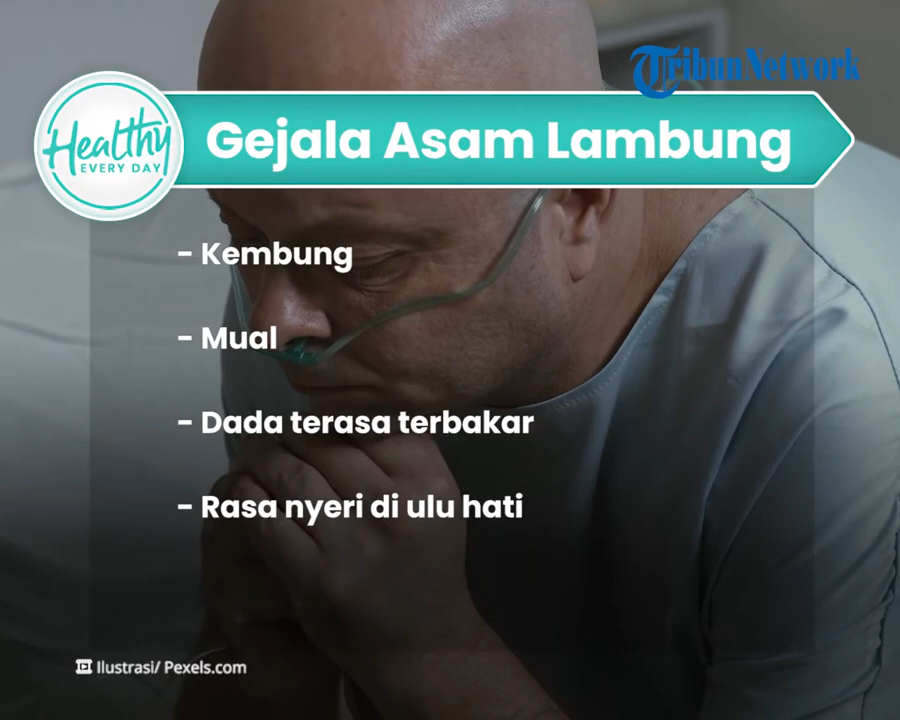 TribunNetwork
Healthy
EVERY DAY
Gejala Asam Lambung
- Kembung
- Mual
- Dada terasa terbakar
- Rasa nyeri di ulu hati
Ilustrasi/ Pexels.com